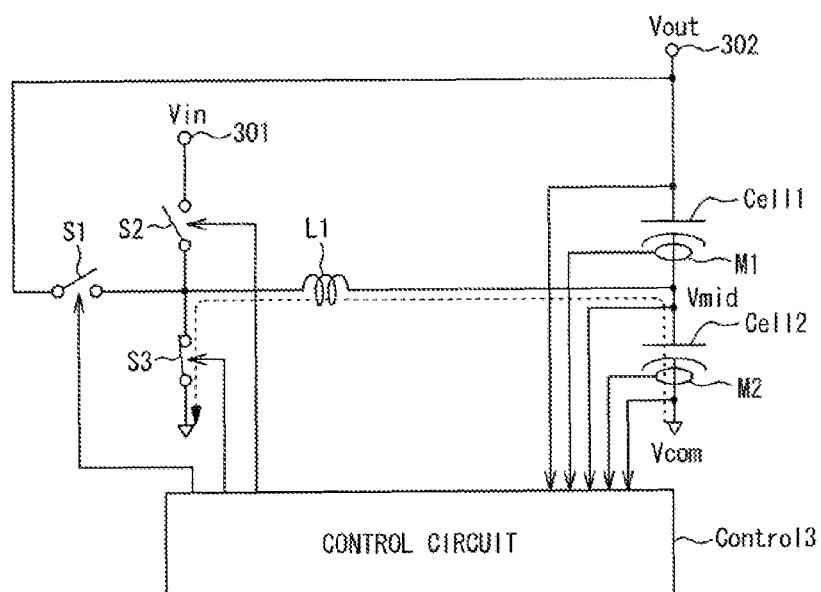 Vout
302
Vin
301
Cell1
S1
S2
L1
M1
Vmid
Cell2
S3
M2
Vcom
CONTROL CIRCUIT
Control3